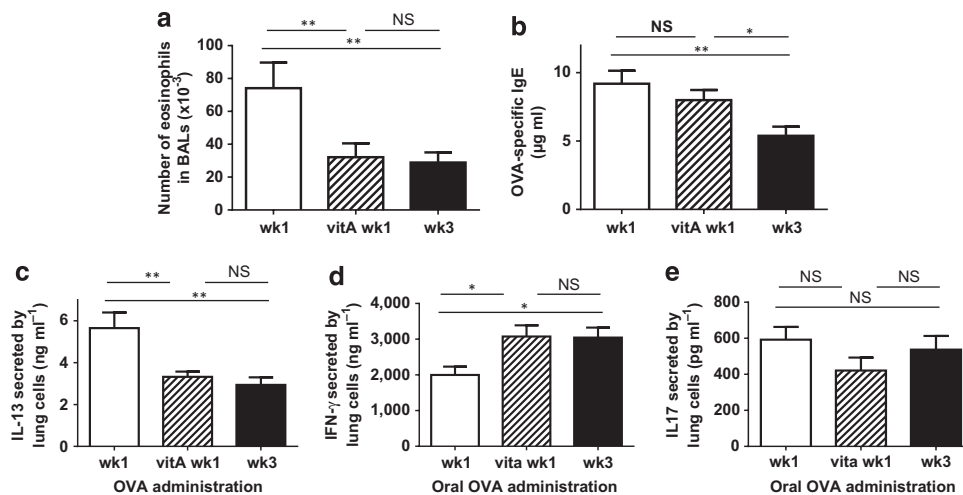 a
**
NS
**
Number of eosinophils
in BALs (x10⁻³)
100
80
60
40
20
0
wk1 vitA wk1 wk3
b
NS
*
**
OVA-specific IgE
(µg ml)
10
5
0
wk1 vitA wk1 wk3
c
**
NS
**
IL-13 secreted by
lung cells (ng ml⁻¹)
6
4
2
0
wk1 vitA wk1 wk3
OVA administration
d
*
NS
*
IFN-γ secreted by
lung cells (ng ml⁻¹)
4,000
3,000
2,000
1,000
0
wk1 vita wk1 wk3
Oral OVA administration
e
NS
NS
NS
IL17 secreted by
lung cells (pg ml⁻¹)
800
600
400
200
0
wk1 vita wk1 wk3
Oral OVA administration